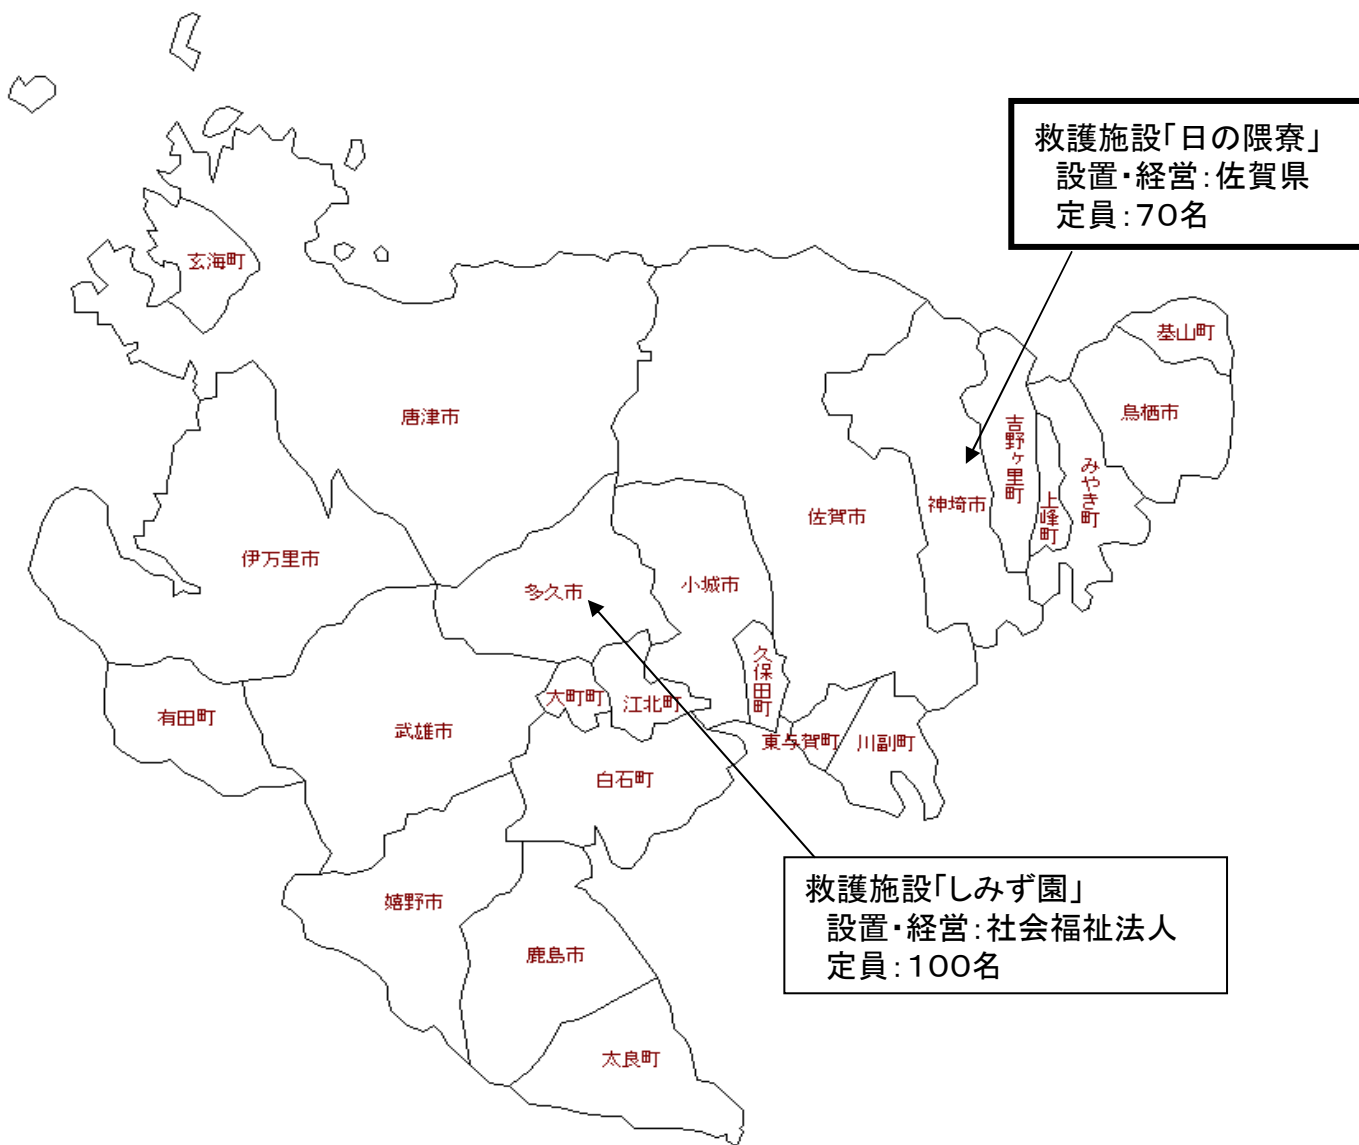 救護施設「日の隈寮」
設置・経営：佐賀県
定員：７０名
玄海町
基山町
鳥栖市
唐津市
吉野ヶ里町
みやき町
上峰町
神埼市
佐賀市
伊万里市
多久市
小城市
久保田町
大町町
江北町
有田町
武雄市
東与賀町
川副町
白石町
救護施設「しみず園」
設置・経営：社会福祉法人
定員：１００名
嬉野市
鹿島市
太良町